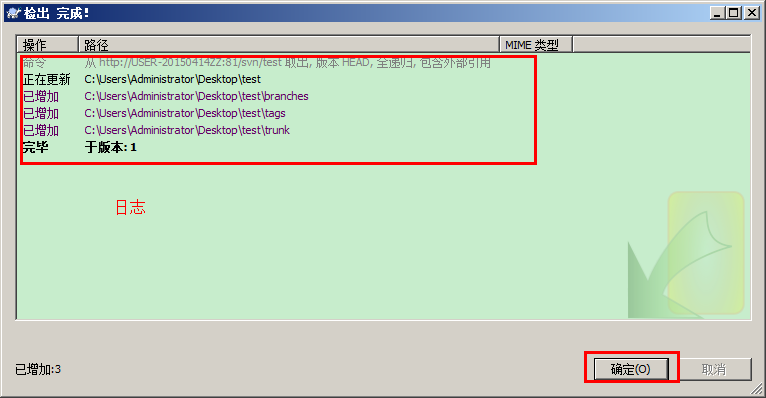 检出 完成!
操作 路径 MIME 类型
命令 从 http://USER-20150414ZZ:81/svn/test 取出, 版本 HEAD, 全递归, 包含外部引用
正在更新 C:\Users\Administrator\Desktop\test
已增加 C:\Users\Administrator\Desktop\test\branches
已增加 C:\Users\Administrator\Desktop\test\tags
已增加 C:\Users\Administrator\Desktop\test\trunk
完毕 于版本: 1
日志
已增加:3
确定(O) 取消